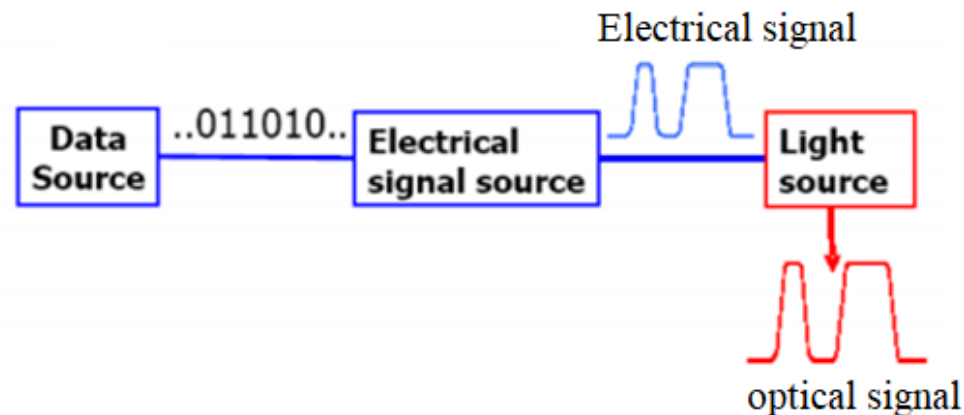 Electrical signal
Data
Source
..011010..
Electrical
signal source
Light
source
optical signal